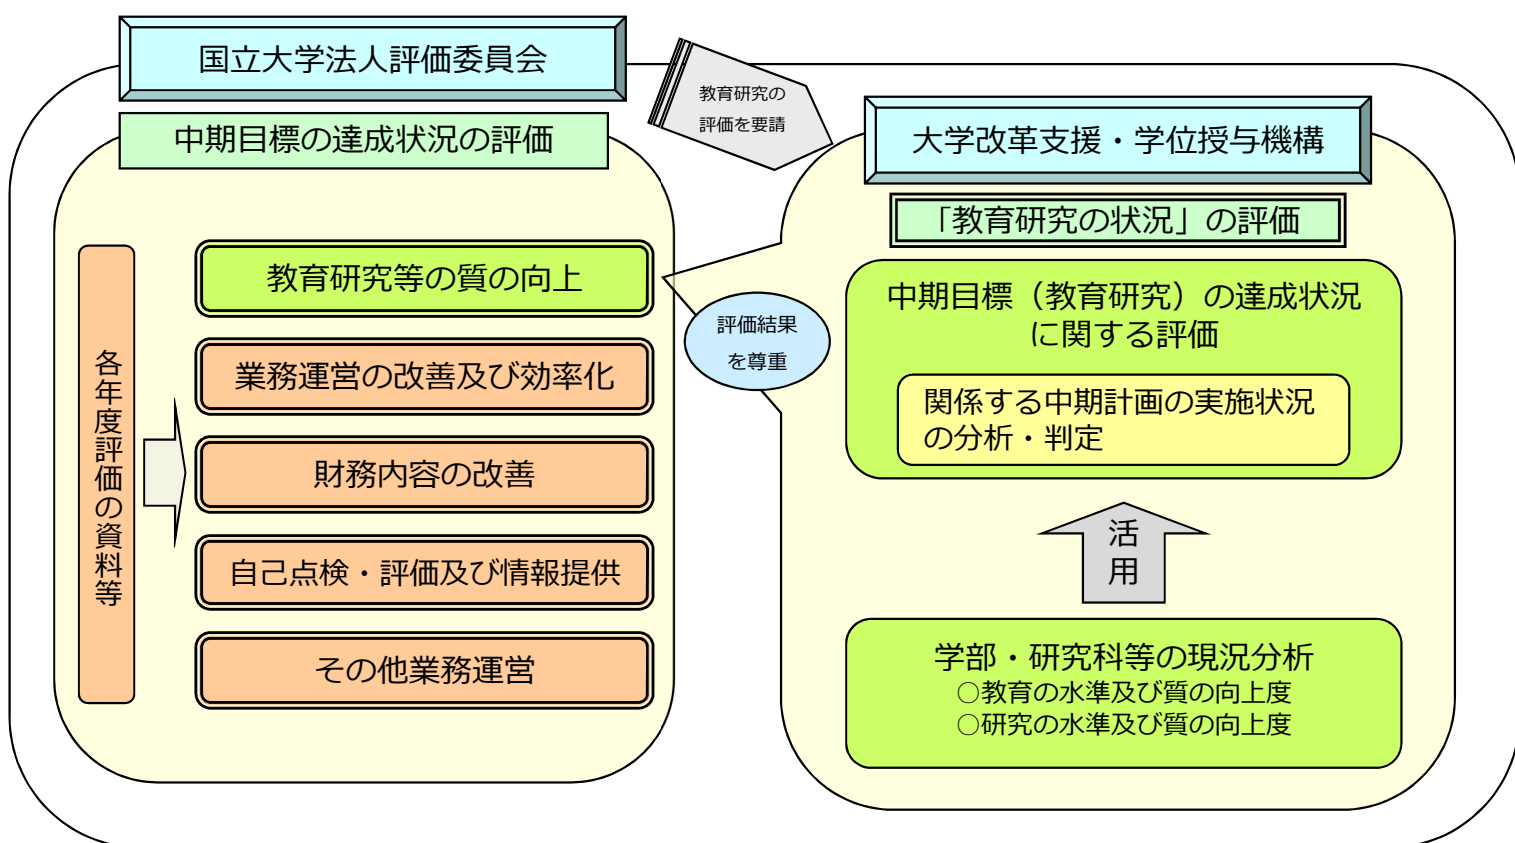 国立大学法人評価委員会
中期目標の達成状況の評価
各年度評価の資料等
教育研究等の質の向上
業務運営の改善及び効率化
財務内容の改善
自己点検・評価及び情報提供
その他業務運営
教育研究の
評価を要請
評価結果
を尊重
大学改革支援・学位授与機構
「教育研究の状況」の評価
中期目標（教育研究）の達成状況
に関する評価
関係する中期計画の実施状況
の分析・判定
活
用
学部・研究科等の現況分析
○教育の水準及び質の向上度
○研究の水準及び質の向上度